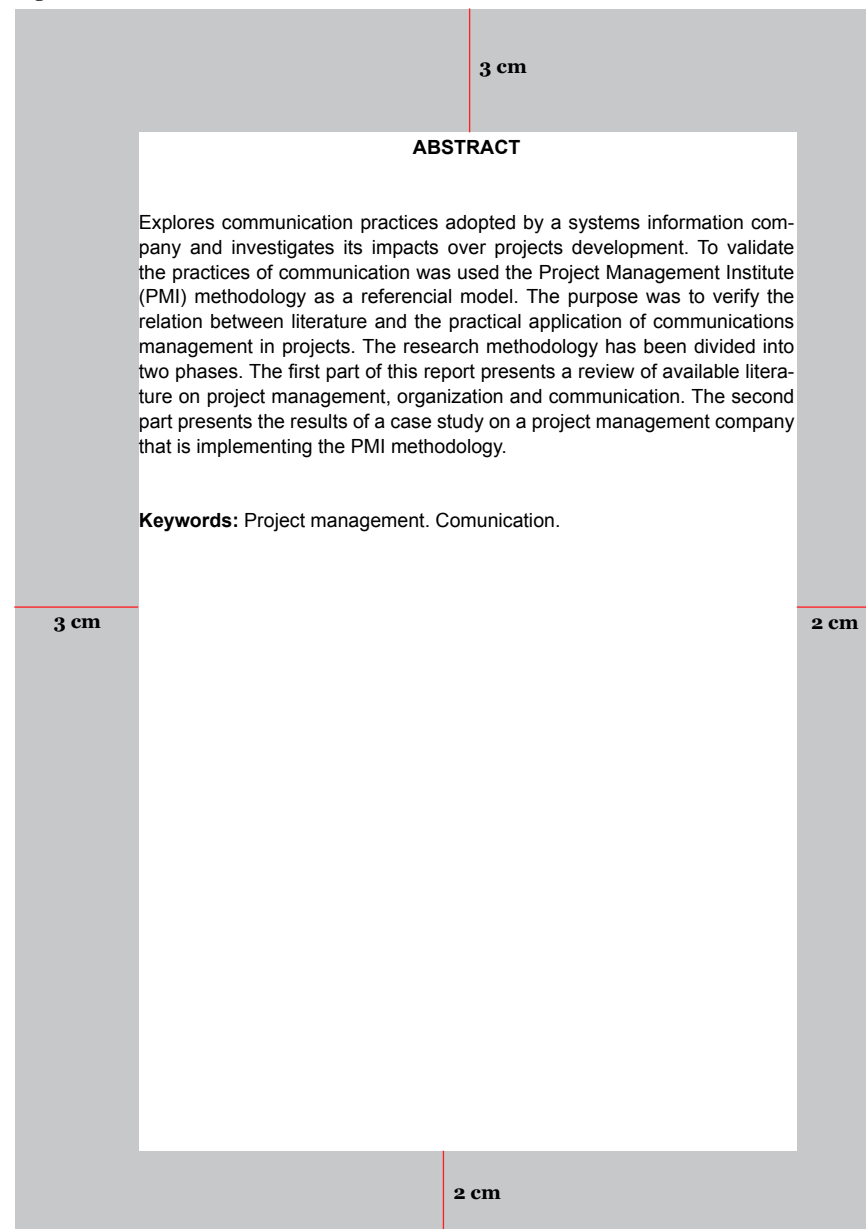 3 cm
ABSTRACT
Explores communication practices adopted by a systems information com-
pany and investigates its impacts over projects development. To validate
the practices of communication was used the Project Management Institute
(PMI) methodology as a referencial model. The purpose was to verify the
relation between literature and the practical application of communications
management in projects. The research methodology has been divided into
two phases. The first part of this report presents a review of available litera-
ture on project management, organization and communication. The second
part presents the results of a case study on a project management company
that is implementing the PMI methodology.
Keywords: Project management. Comunication.
3 cm
2 cm
2 cm